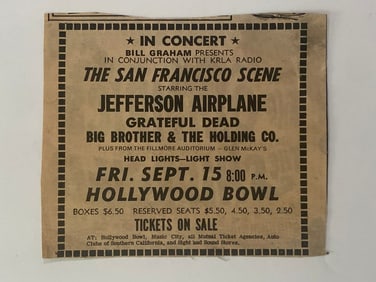 ★ IN CONCERT ★
BILL GRAHAM PRESENTS
IN CONJUNCTION WITH KRLA RADIO
THE SAN FRANCISCO SCENE
STARRING THE
JEFFERSON AIRPLANE
GRATEFUL DEAD
BIG BROTHER & THE HOLDING CO.
PLUS FROM THE FILLMORE AUDITORIUM – GLEN McKAY'S
HEAD LIGHTS—LIGHT SHOW
FRI. SEPT. 15 8:00 P.M.
HOLLYWOOD BOWL
BOXES $6.50 RESERVED SEATS $5.50, 4.50, 3.50, 2.50
TICKETS ON SALE
AT: Hollywood Bowl, Music City, all Mutual Ticket Agencies, Auto
Clubs of Southern California, and Sight and Sound Stores.